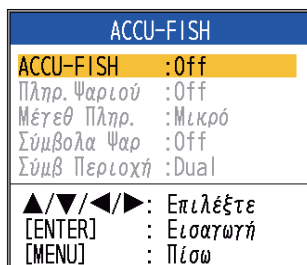 ACCU-FISH
ACCU-FISH :Off
Πληρ.Ψαριού :Off
Μέγεθ Πληρ. :Μικρό
Σύμβολα Ψαρ :Off
Σύμβ Περιοχή :Dual
▲/▼/◀/▶: Επιλέξτε
[ENTER] : Εισαγωγή
[MENU] : Πίσω